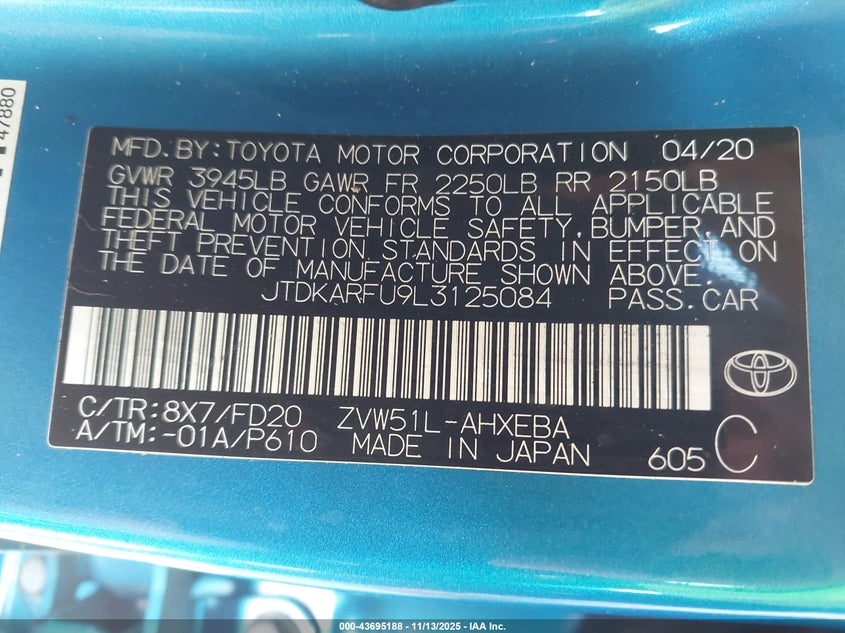 47880
MFD.BY:TOYOTA MOTOR CORPORATION 04/20
GVWR 3945LB GAWR FR 2250LB RR 2150LB
THIS VEHICLE CONFORMS TO ALL APPLICABLE
FEDERAL MOTOR VEHICLE SAFETY,BUMPER,AND
THEFT PREVENTION STANDARDS IN EFFECT ON
THE DATE OF MANUFACTURE SHOWN ABOVE.
JTDKARFU9L3125084 PASS.CAR
C/TR:8X7/FD20 ZVW51L-AHXEBA
A/TM:-01A/P610 MADE IN JAPAN 605 C
000-43695188 - 11/13/2025 - IAA Inc.